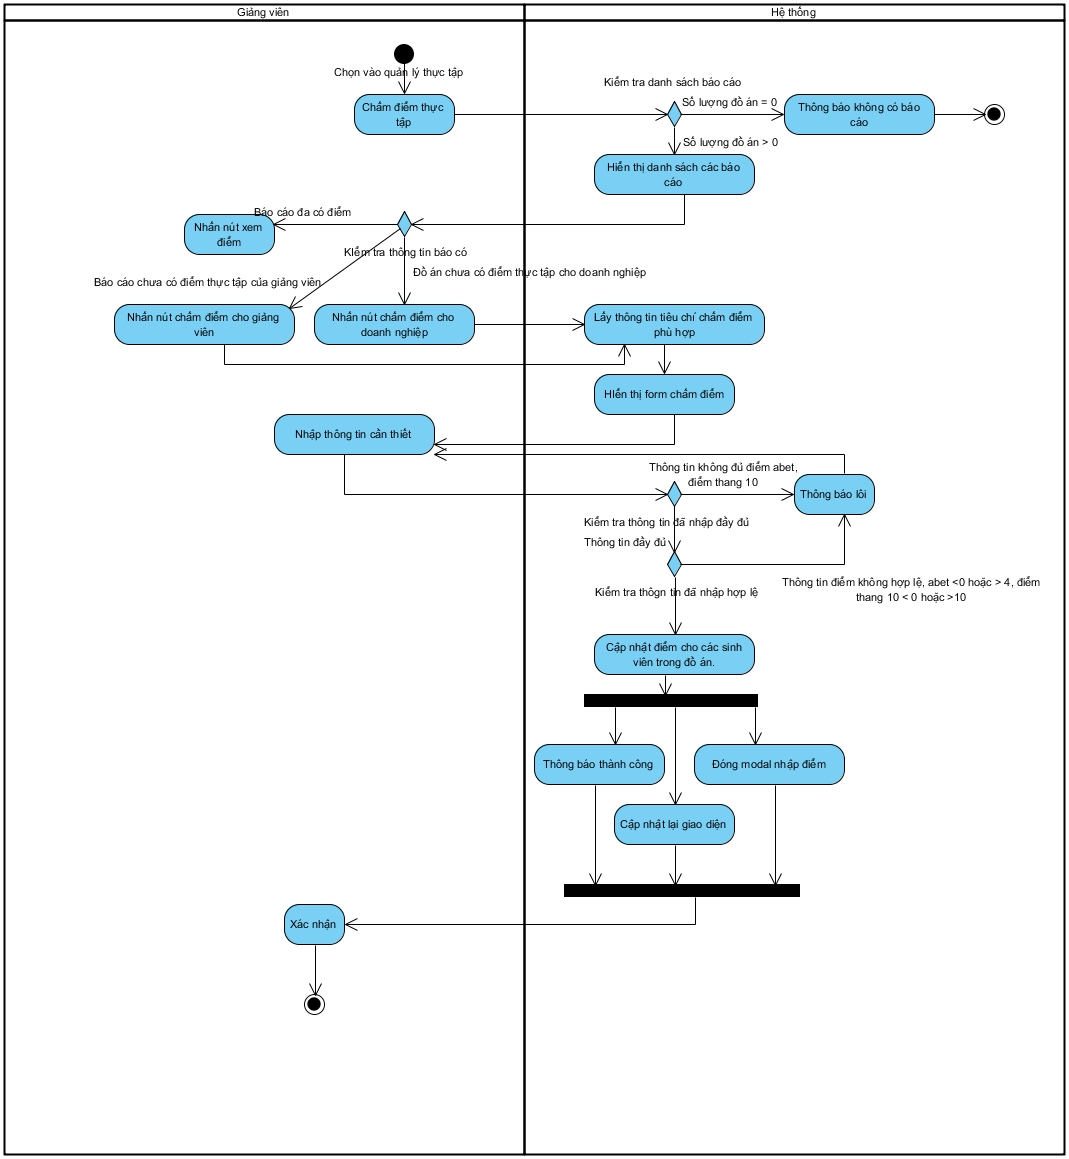 Giảng viên
Hệ thống
Chọn vào quản lý thực tập
Chấm điểm thực
tập
Kiểm tra danh sách báo cáo
Số lượng đồ án = 0
Thông báo không có báo
cáo
Số lượng đồ án > 0
Hiển thị danh sách các báo
cáo
Báo cáo đa có điểm
Nhấn nút xem
điểm
KIểm tra thông tin báo có
Đồ án chưa có điểm thực tập cho doanh nghiệp
Báo cáo chưa có điểm thực tập của giảng viên
Nhấn nút chấm điểm cho giảng
viên
Nhấn nút chấm điểm cho
doanh nghiệp
Lấy thông tin tiêu chí chấm điểm
phù hợp
HIển thị form chấm điểm
Nhập thông tin cần thiết
Thông tin không đủ điểm abet,
điểm thang 10
Thông báo lôi
Kiểm tra thông tin đã nhập đầy đủ
Thông tin đầy đủ
Thông tin điểm không hợp lệ, abet <0 hoặc > 4, điểm
thang 10 < 0 hoặc >10
Kiểm tra thôgn tin đã nhập hợp lệ
Cập nhật điểm cho các sinh
viên trong đồ án.
Thông báo thành công
Đóng modal nhập điểm
Cập nhật lại giao diện
Xác nhận